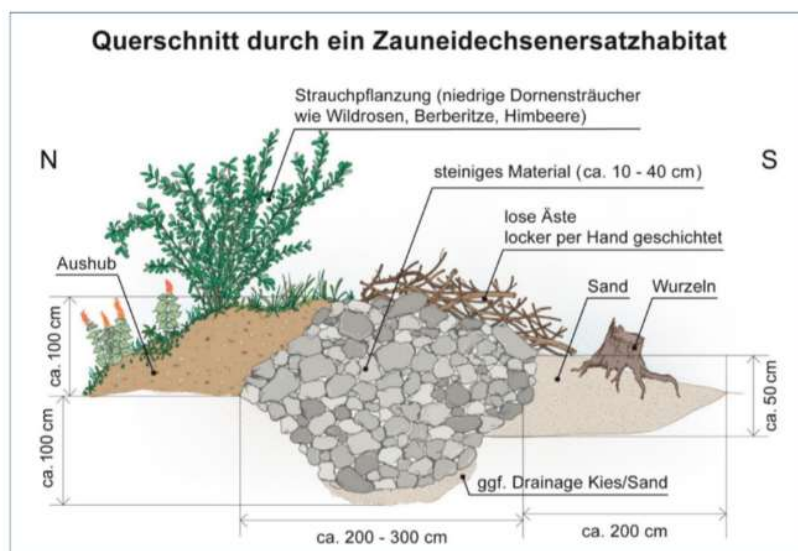 Querschnitt durch ein Zauneidechsenersatzhabitat
Strauchpflanzung (niedrige Dornensträucher
wie Wildrosen, Berberitze, Himbeere)
N
S
steiniges Material (ca. 10 - 40 cm)
lose Äste
locker per Hand geschichtet
Aushub
Sand
Wurzeln
ca. 100 cm
ca. 50 cm
ca. 100 cm
ggf. Drainage Kies/Sand
ca. 200 - 300 cm
ca. 200 cm